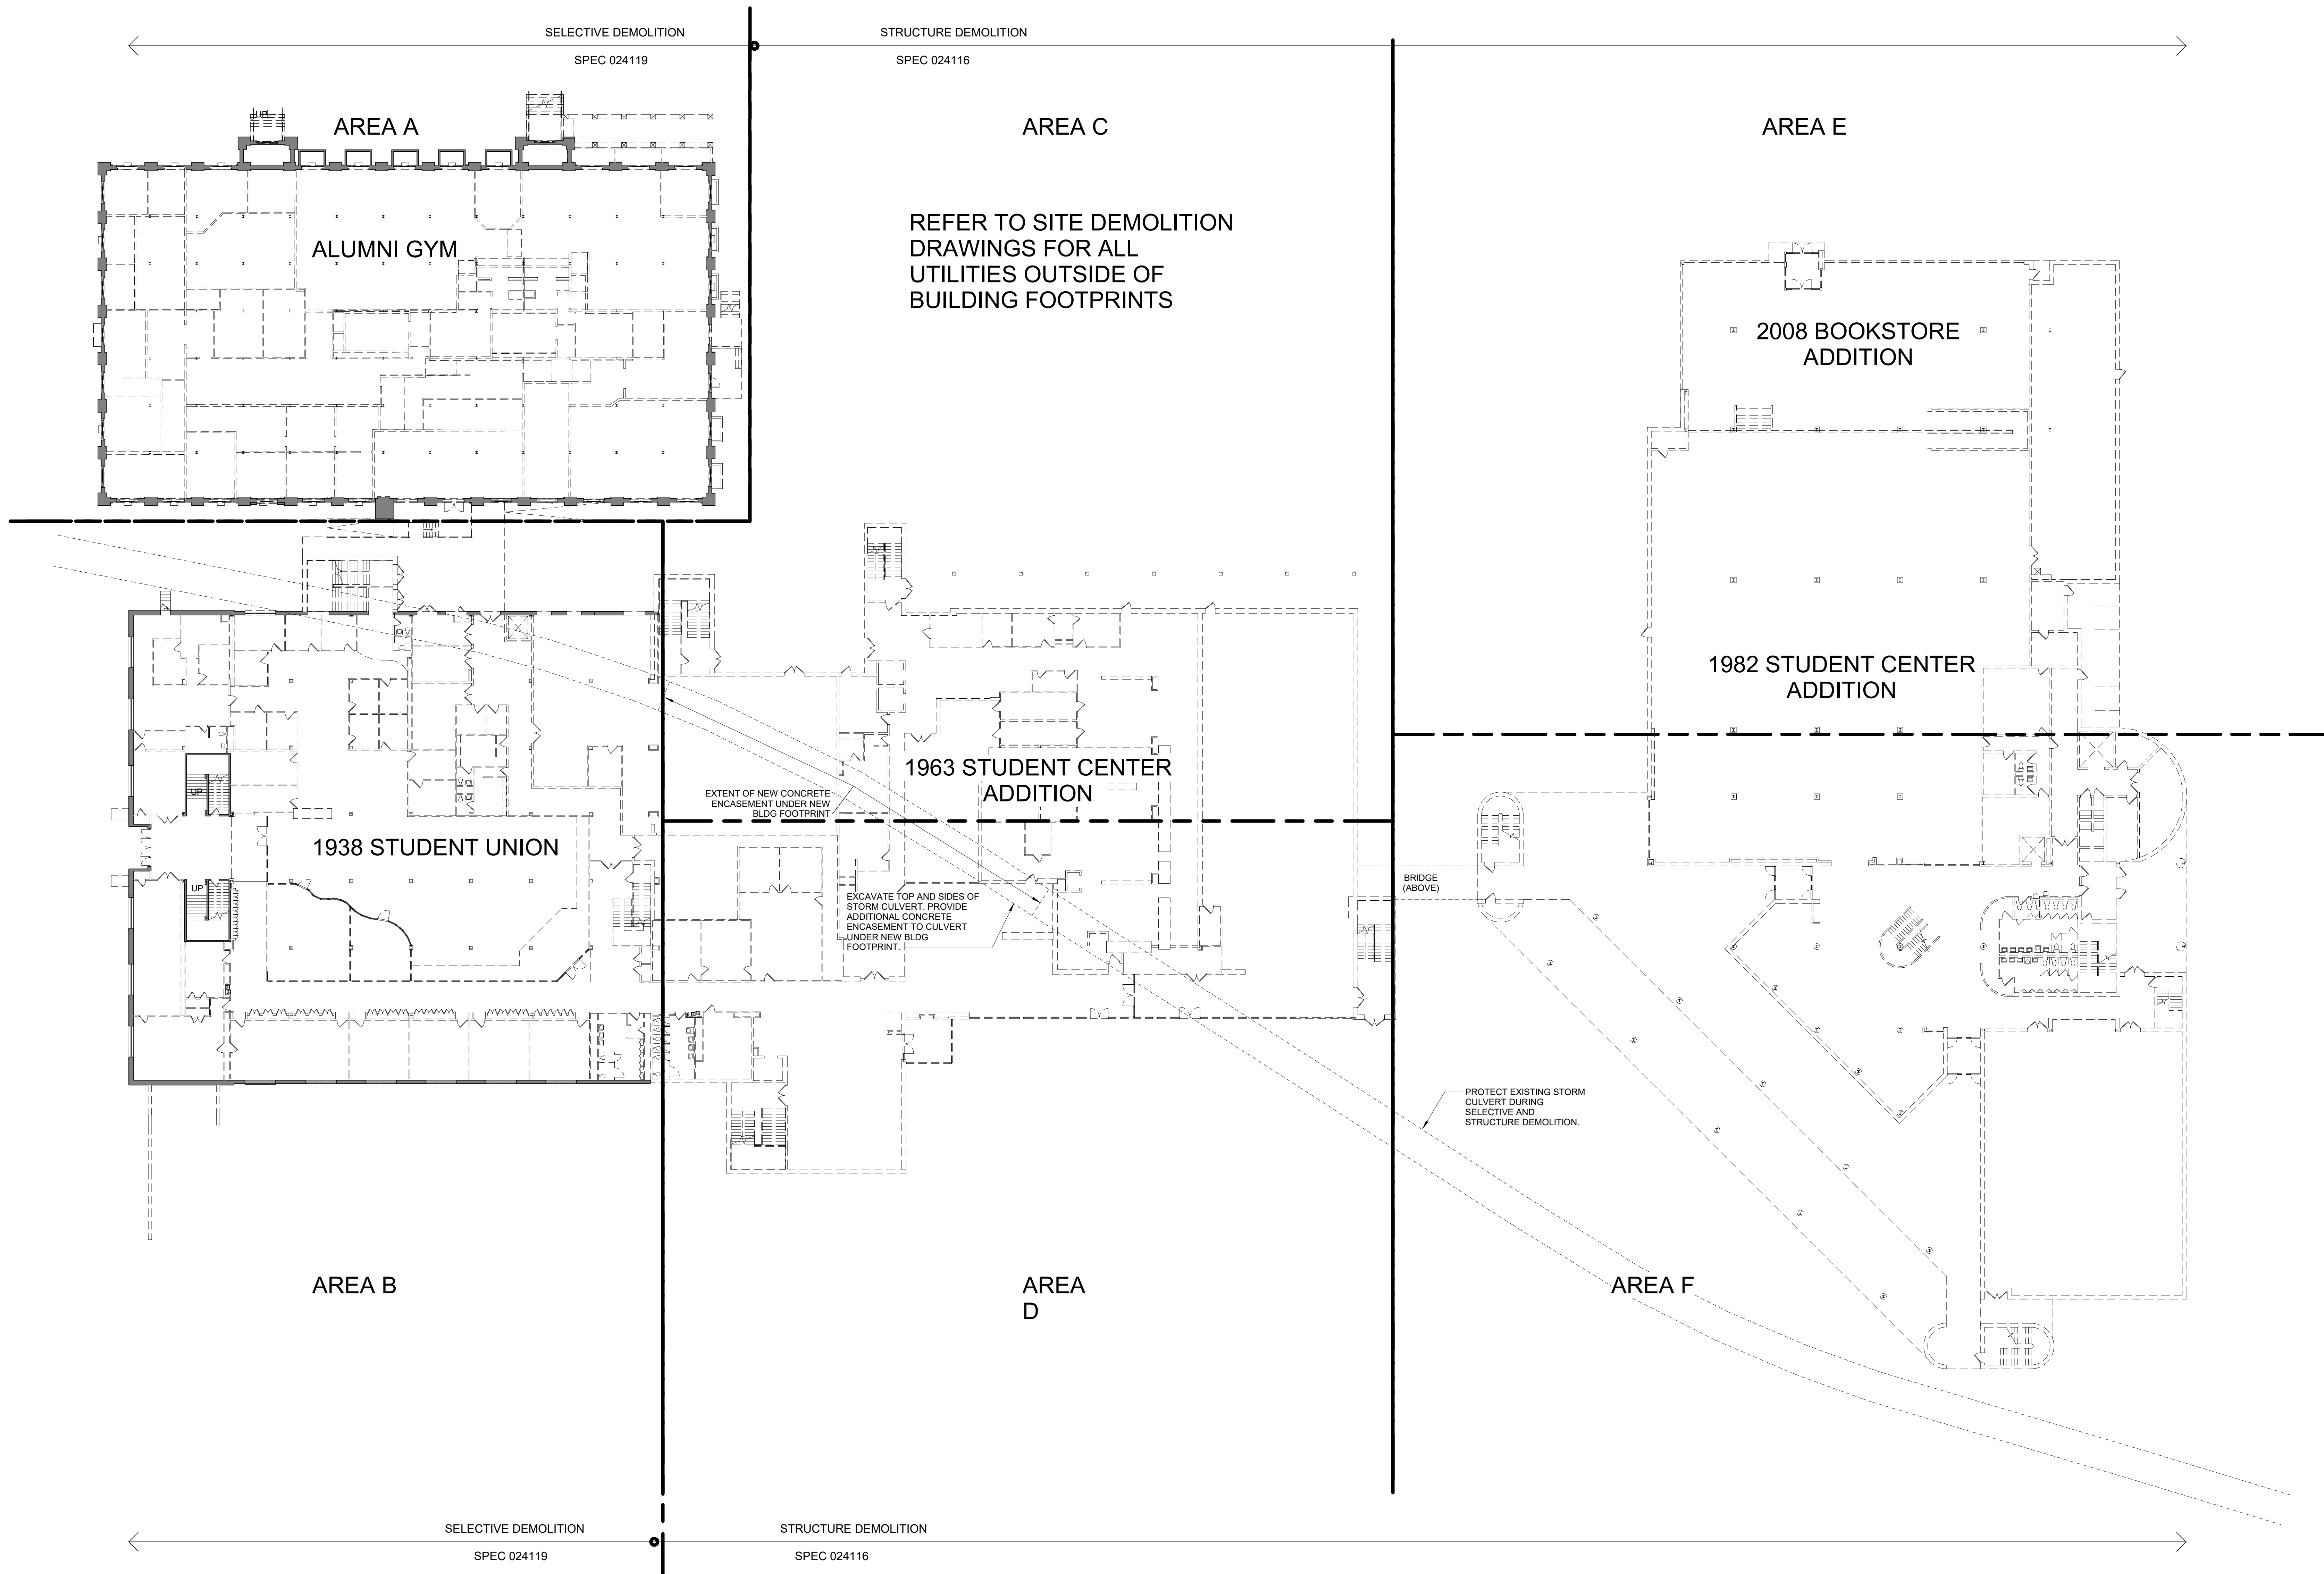 SELECTIVE DEMOLITION
STRUCTURE DEMOLITION
SPEC 024119
SPEC 024116
UP
AREA A
AREA C
AREA E
ALUMNI GYM
REFER TO SITE DEMOLITION
DRAWINGS FOR ALL
UTILITIES OUTSIDE OF
BUILDING FOOTPRINTS
2008 BOOKSTORE
ADDITION
1982 STUDENT CENTER
ADDITION
1963 STUDENT CENTER
ADDITION
UP
EXTENT OF NEW CONCRETE
ENCASEMENT UNDER NEW
BLDG FOOTPRINT
1938 STUDENT UNION
UP
BRIDGE
(ABOVE)
EXCAVATE TOP AND SIDES OF
STORM CULVERT. PROVIDE
ADDITIONAL CONCRETE
ENCASEMENT TO CULVERT
UNDER NEW BLDG
FOOTPRINT.
PROTECT EXISTING STORM
CULVERT DURING
SELECTIVE AND
STRUCTURE DEMOLITION.
AREA B
AREA
D
AREA F
SELECTIVE DEMOLITION
STRUCTURE DEMOLITION
SPEC 024119
SPEC 024116